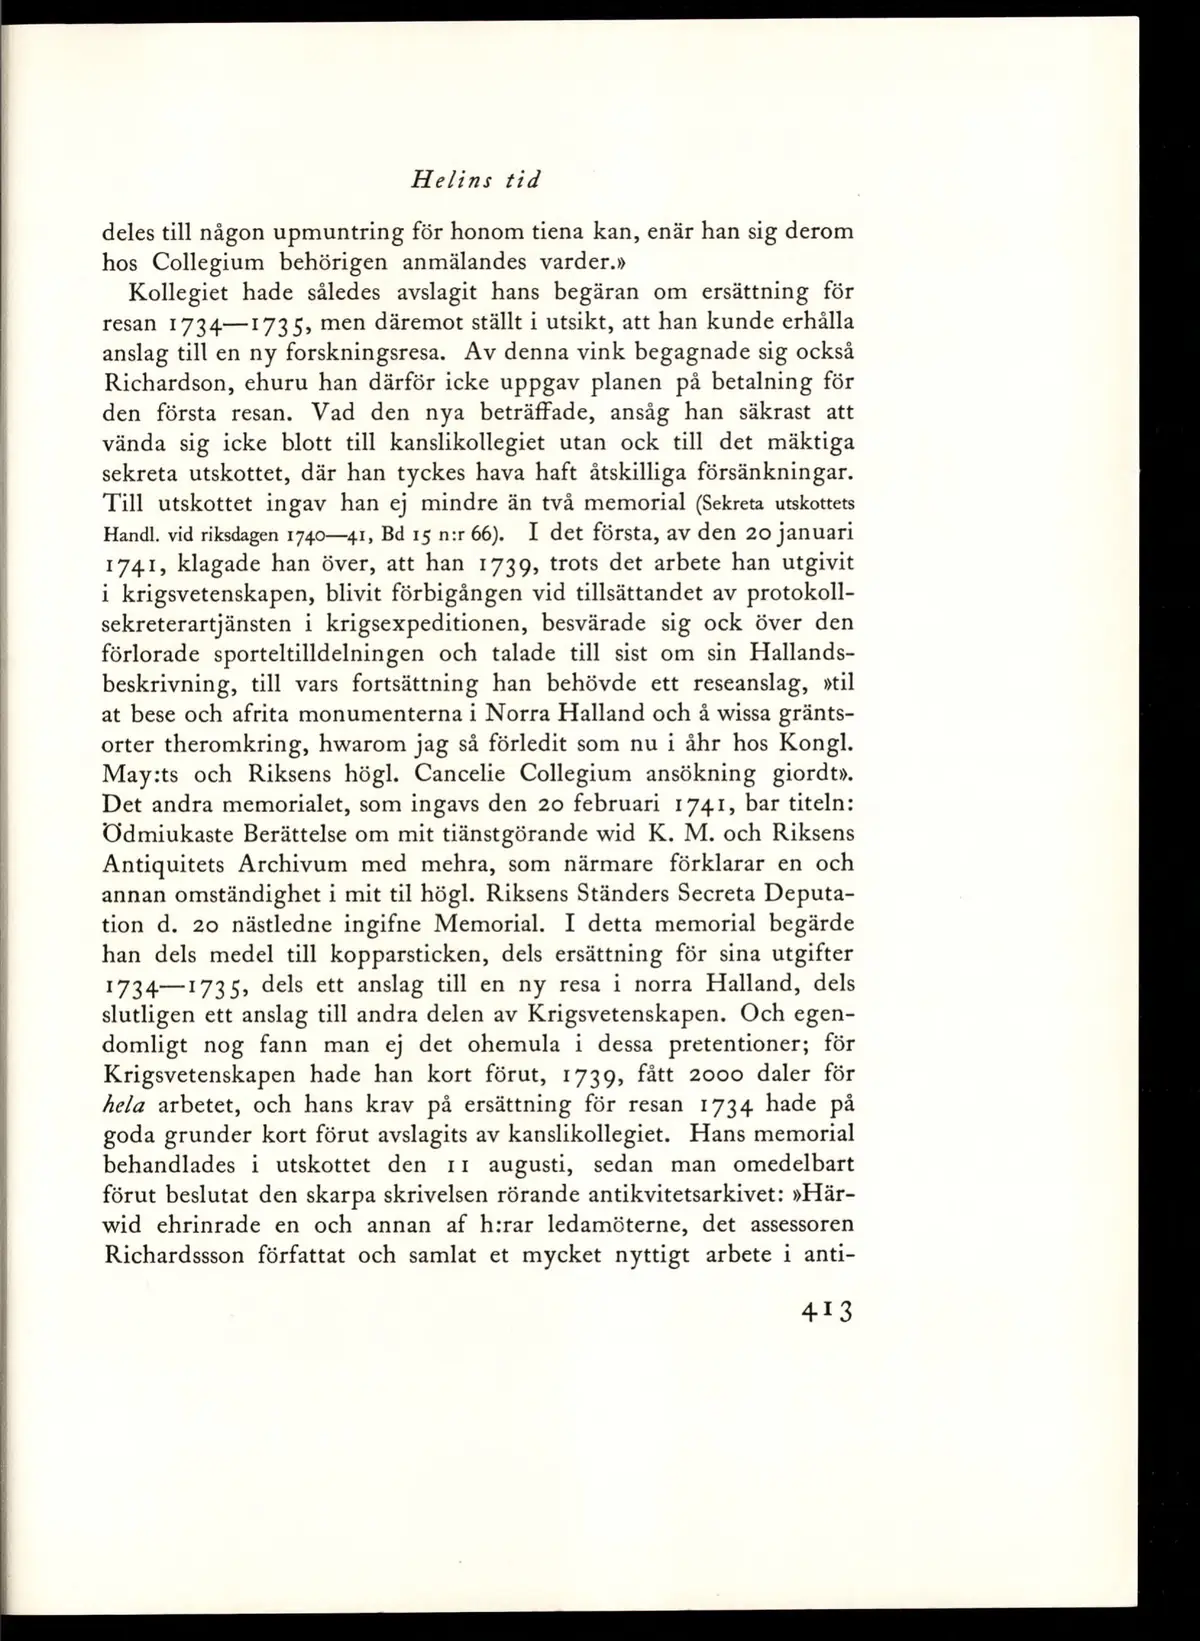 Helins tid
deles till någon upmuntring för honom tiena kan, enär han sig derom
hos Collegium behörigen anmälandes varder.»
Kollegiet hade således avslagit hans begäran om ersättning för
resan 1734—1735, men däremot ställt i utsikt, att han kunde erhålla
anslag till en ny forskningsresa. Av denna vink begagnade sig också
Richardson, ehuru han därför icke uppgav planen på betalning för
den första resan. Vad den nya beträffade, ansåg han säkrast att
vända sig icke blott till kanslikollegiet utan ock till det mäktiga
sekreta utskottet, där han tyckes hava haft åtskilliga försänkningar.
Till utskottet ingav han ej mindre än två memorial (Sekreta utskottets
Handl. vid riksdagen 1740—41, Bd 15 n:r 66). I det första, av den 20 januari
1741, klagade han över, att han 1739, trots det arbete han utgivit
i krigsvetenskapen, blivit förbigången vid tillsättandet av protokoll-
sekreterartjänsten i krigsexpeditionen, besvärade sig ock över den
förlorade sporteltilldelningen och talade till sist om sin Hallands-
beskrivning, till vars fortsättning han behövde ett reseanslag, »til
at bese och afrita monumenterna i Norra Halland och å wissa gränts-
orter theromkring, hwarom jag så förledit som nu i åhr hos Kongl.
May:ts och Riksens högl. Cancelie Collegium ansökning giordt».
Det andra memorialet, som ingavs den 20 februari 1741, bar titeln:
Ödmiukaste Berättelse om mit tiänstgörande wid K. M. och Riksens
Antiquitets Archivum med mehra, som närmare förklarar en och
annan omständighet i mit til högl. Riksens Ständers Secreta Deputa-
tion d. 20 nästledne ingifne Memorial. I detta memorial begärde
han dels medel till kopparsticken, dels ersättning för sina utgifter
1734—1735, dels ett anslag till en ny resa i norra Halland, dels
slutligen ett anslag till andra delen av Krigsvetenskapen. Och egen-
domligt nog fann man ej det ohemula i dessa pretentioner; för
Krigsvetenskapen hade han kort förut, 1739, fått 2000 daler för
hela arbetet, och hans krav på ersättning för resan 1734 hade på
goda grunder kort förut avslagits av kanslikollegiet. Hans memorial
behandlades i utskottet den 11 augusti, sedan man omedelbart
förut beslutat den skarpa skrivelsen rörande antikvitetsarkivet: »Här-
wid ehrinrade en och annan af h:rar ledamöterne, det assessoren
Richardssson författat och samlat et mycket nyttigt arbete i anti-
413